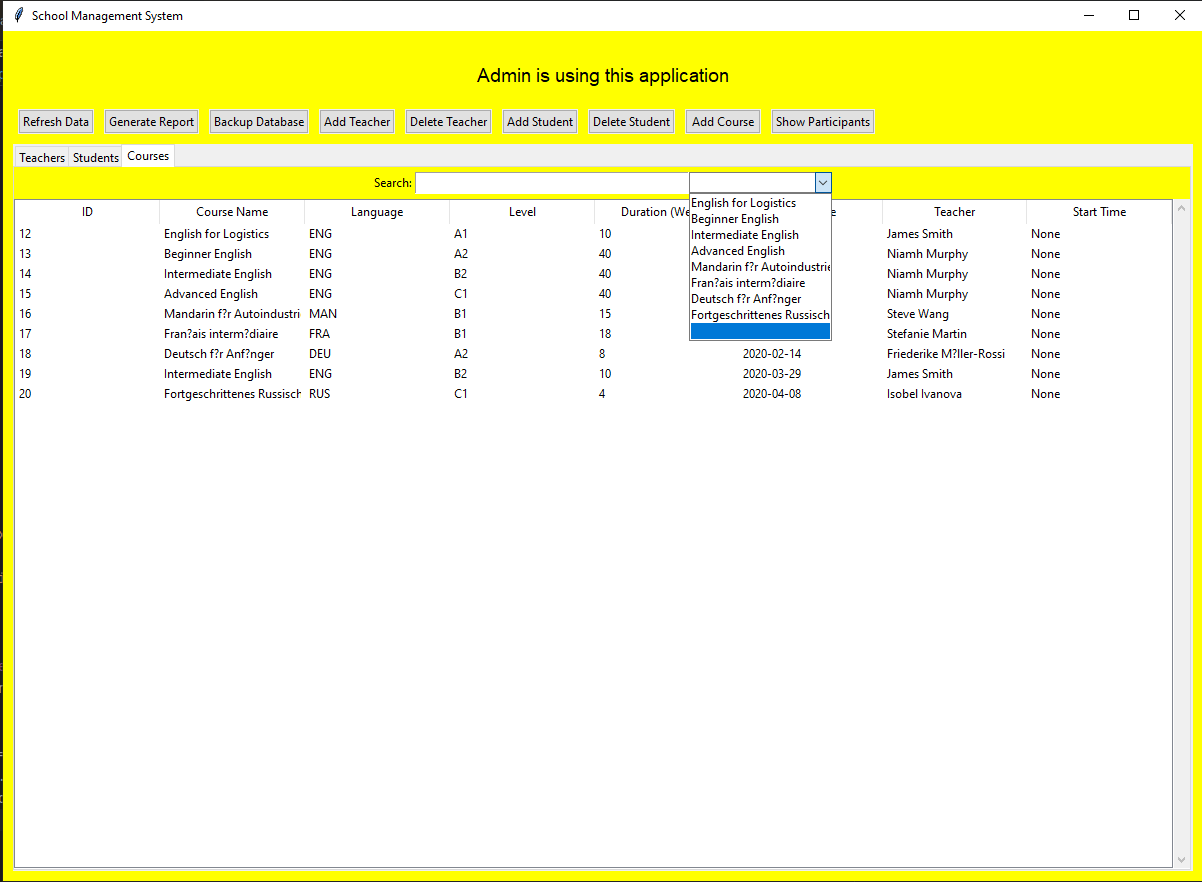 School Management System
Admin is using this application
Refresh Data Generate Report Backup Database Add Teacher Delete Teacher Add Student Delete Student Add Course Show Participants
Teachers Students Courses
Search:
ID Course Name Language Level Duration (We Teacher Start Time
12 English for Logistics ENG A1 10 James Smith None
13 Beginner English ENG A2 40 Niamh Murphy None
14 Intermediate English ENG B2 40 Niamh Murphy None
15 Advanced English ENG C1 40 Niamh Murphy None
16 Mandarin f?r Autoindustri MAN B1 15 Steve Wang None
17 Fran?ais interm?diaire FRA B1 18 Stefanie Martin None
18 Deutsch f?r Anf?nger DEU A2 8 2020-02-14 Friederike M?ller-Rossi None
19 Intermediate English ENG B2 10 2020-03-29 James Smith None
20 Fortgeschrittenes Russisch RUS C1 4 2020-04-08 Isobel Ivanova None
English for Logistics
Beginner English
Intermediate English
Advanced English
Mandarin f?r Autoindustrie
Fran?ais interm?diaire
Deutsch f?r Anf?nger
Fortgeschrittenes Russisch